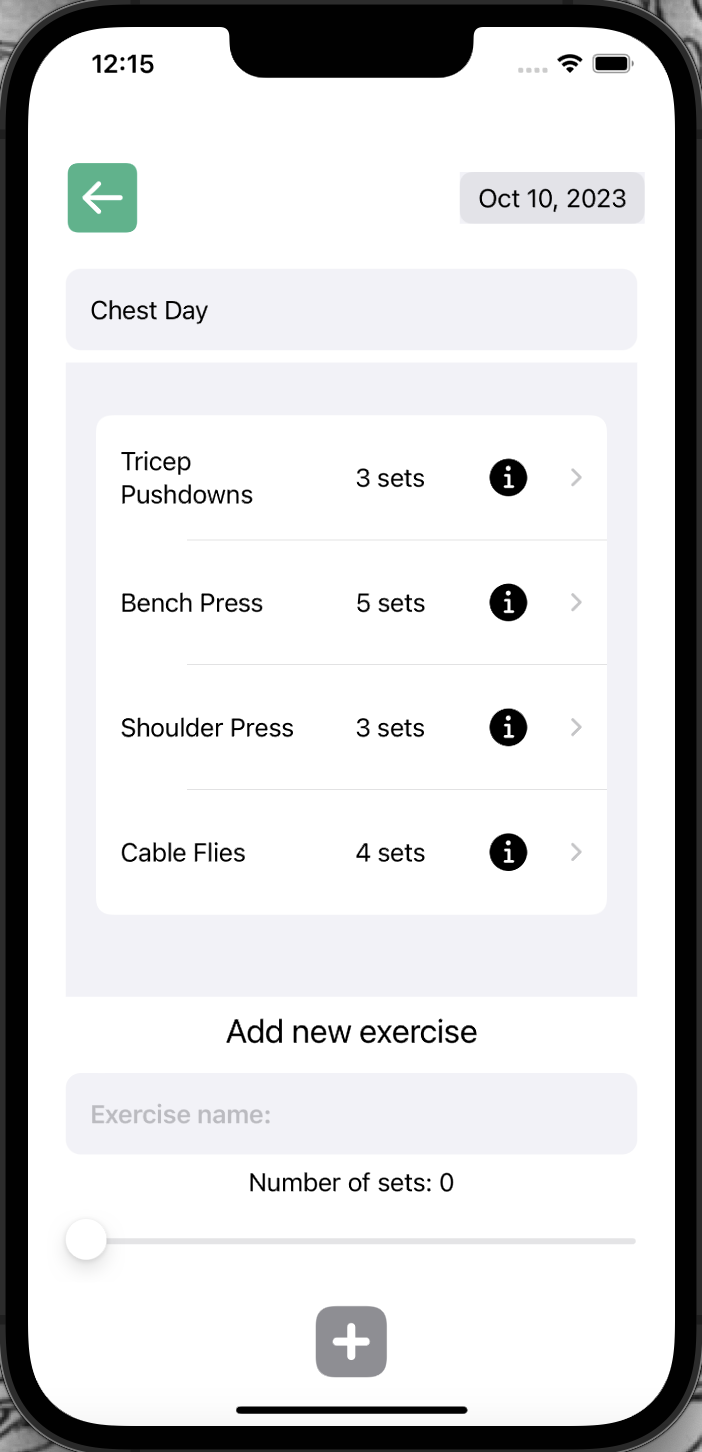 12:15
Oct 10, 2023
Chest Day
Tricep
Pushdowns
3 sets
i
Bench Press
5 sets
i
Shoulder Press
3 sets
i
Cable Flies
4 sets
i
Add new exercise
Exercise name:
Number of sets: 0